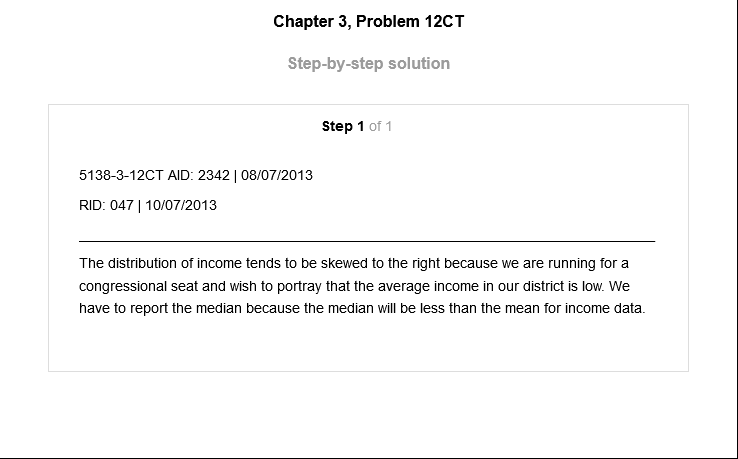 Chapter 3, Problem 12CT
Step-by-step solution
Step 1 of 1
5138-3-12CT AID: 2342 | 08/07/2013
RID: 047 | 10/07/2013
The distribution of income tends to be skewed to the right because we are running for a
congressional seat and wish to portray that the average income in our district is low. We
have to report the median because the median will be less than the mean for income data.